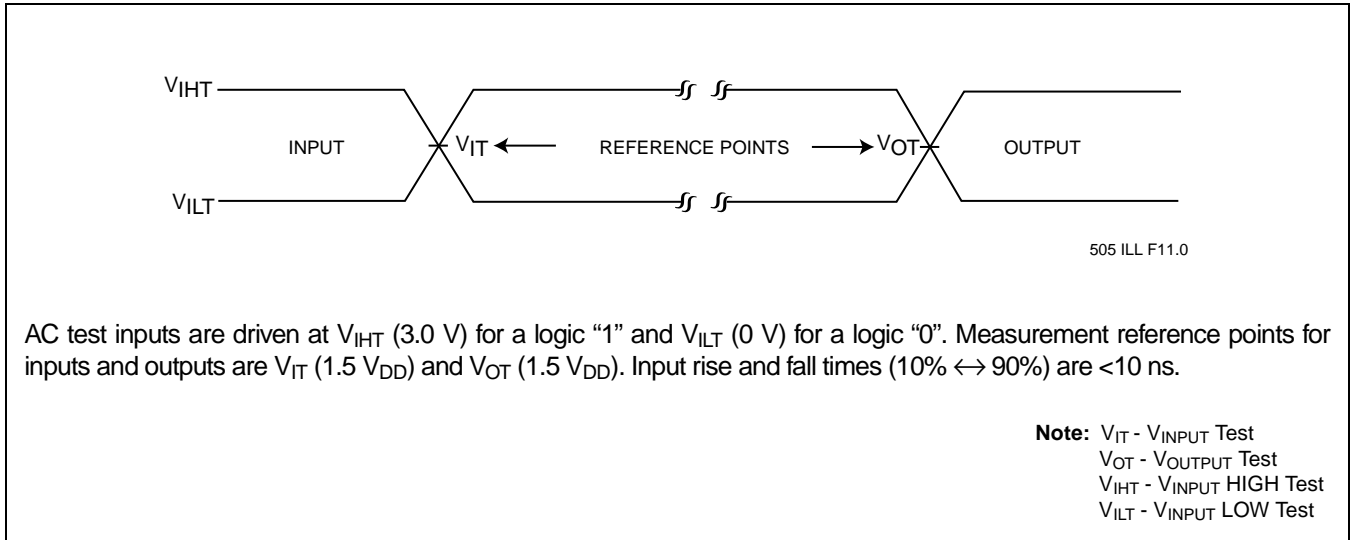 VIHT
INPUT
VIT
REFERENCE POINTS
VOT
OUTPUT
VILT
505 ILL F11.0
AC test inputs are driven at VIHT (3.0 V) for a logic “1” and VILT (0 V) for a logic “0”. Measurement reference points for
inputs and outputs are VIT (1.5 VDD) and VOT (1.5 VDD). Input rise and fall times (10% ↔ 90%) are <10 ns.
Note: VIT - VINPUT Test
VOT - VOUTPUT Test
VIHT - VINPUT HIGH Test
VILT - VINPUT LOW Test